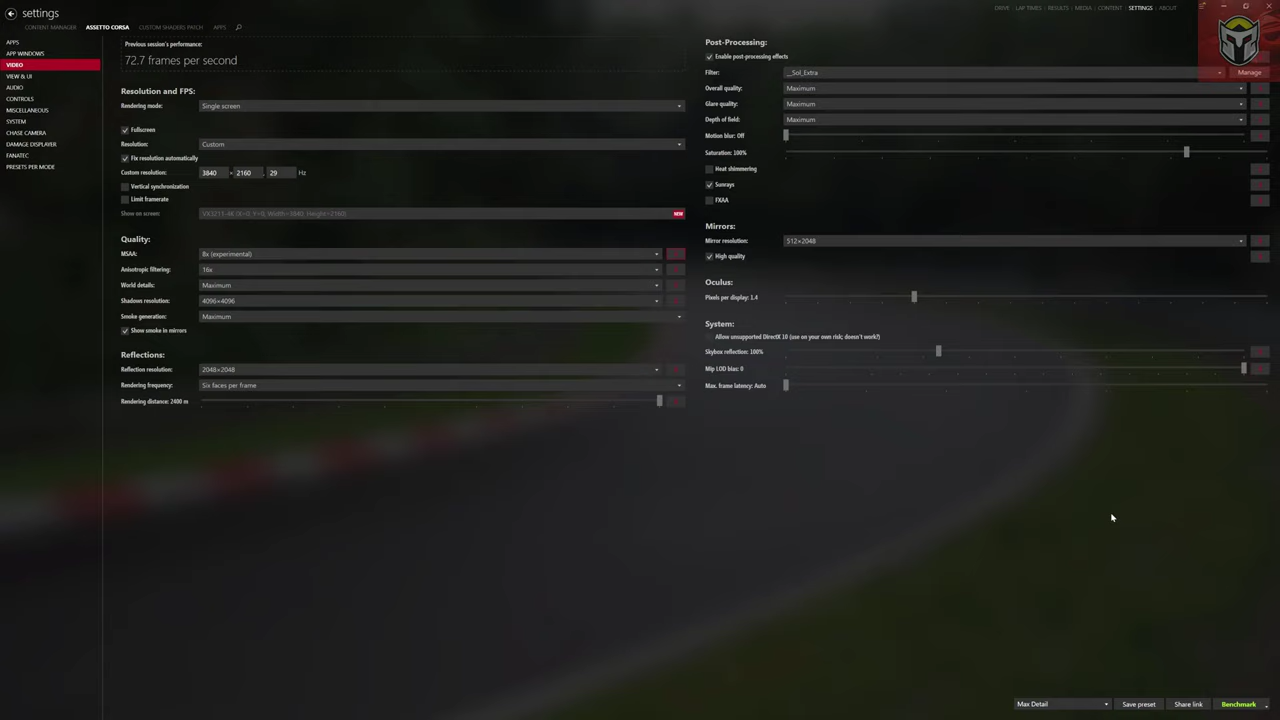 settings
DRIVE LAP TIMES RESULTS MEDIA CONTENT SETTINGS ABOUT
CONTENT MANAGER ASSETTO CORSA CUSTOM SHADERS PATCH APPS
APPS
APP WINDOWS
VIDEO
VIEW & UI
AUDIO
CONTROLS
MISCELLANEOUS
SYSTEM
CHASE CAMERA
DAMAGE DISPLAYER
FANATEC
PRESETS PER MODE
Previous session's performance:
72.7 frames per second
Resolution and FPS:
Rendering mode: Single screen
Fullscreen
Resolution: Custom
Fix resolution automatically
Custom resolution: 3840 × 2160 , 29 Hz
Vertical synchronization
Limit framerate
Show on screen: VX3211-4K (X=0, Y=0, Width=3840, Height=2160) NEW
Quality:
MSAA: 8x (experimental)
Anisotropic filtering: 16x
World details: Maximum
Shadows resolution: 4096×4096
Smoke generation: Maximum
Show smoke in mirrors
Reflections:
Reflection resolution: 2048×2048
Rendering frequency: Six faces per frame
Rendering distance: 2400 m
Post-Processing:
Enable post-processing effects
Filter: __Sol_Extra Manage
Overall quality: Maximum
Glare quality: Maximum
Depth of field: Maximum
Motion blur: Off
Saturation: 100%
Heat shimmering
Sunrays
FXAA
Mirrors:
Mirror resolution: 512×2048
High quality
Oculus:
Pixels per display: 1.4
System:
Allow unsupported DirectX 10 (use on your own risk; doesn't work?)
Skybox reflection: 100%
Mip LOD bias: 0
Max. frame latency: Auto
Max Detail Save preset Share link Benchmark